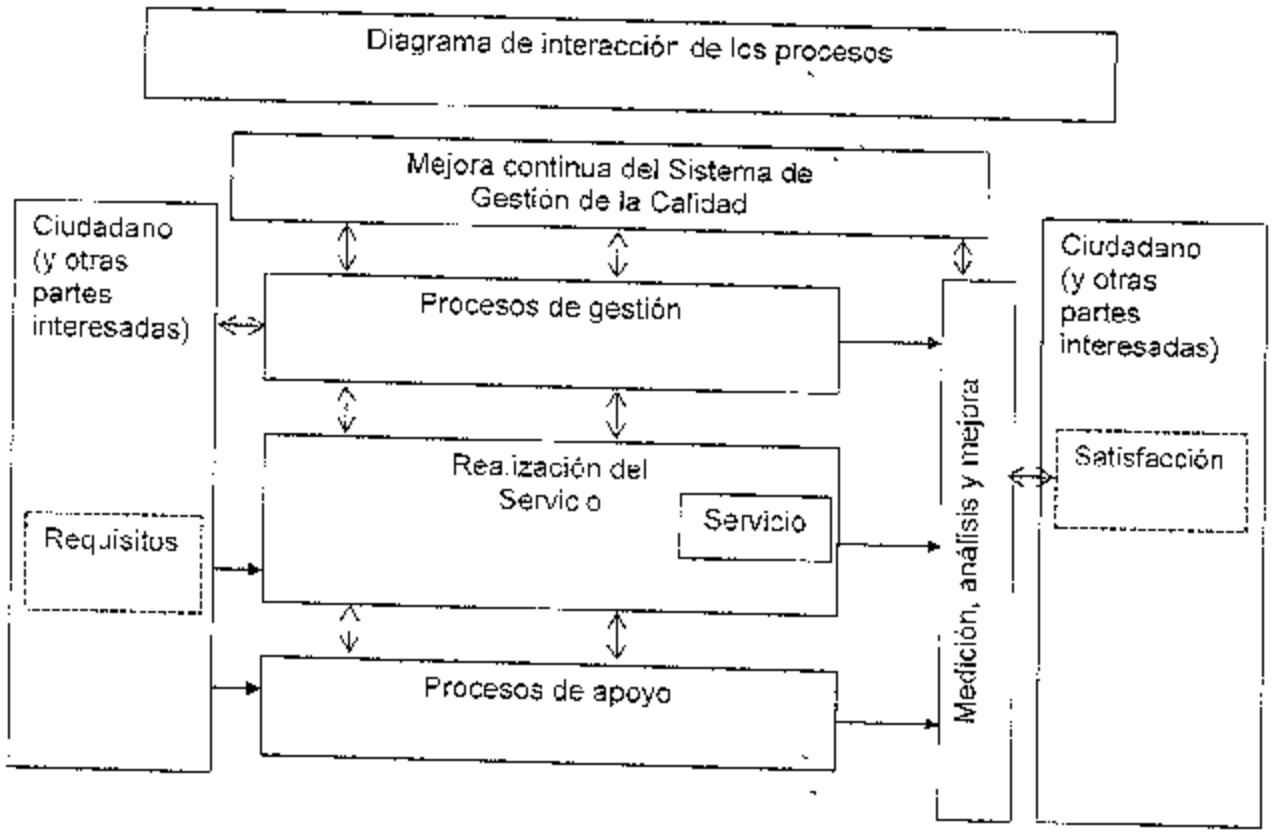 Diagrama de interacción de los procesos
Mejora continua del Sistema de
Gestión de la Calidad
Ciudadano
(y otras
partes
interesadas)
Requisitos
Procesos de gestión
Realización del
Servicio
Servicio
Procesos de apoyo
Medición, análisis y mejora
Ciudadano
(y otras
partes
interesadas)
Satisfacción